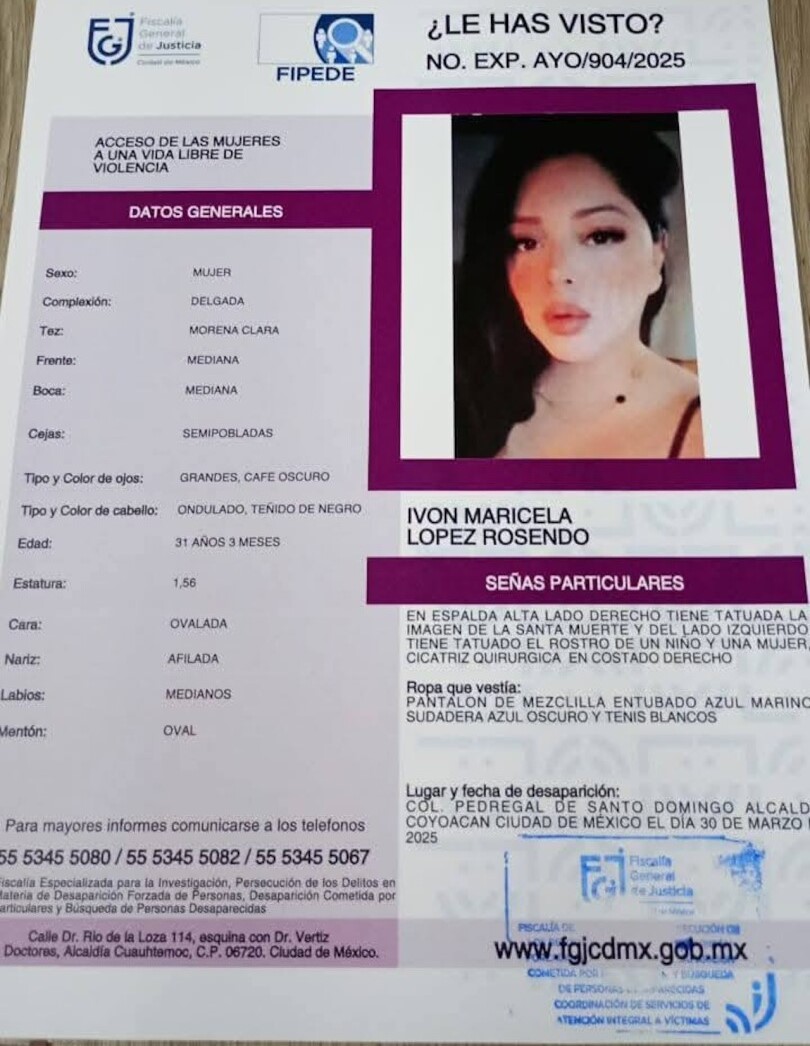 Fiscalía
General
de Justicia
Ciudad de México
FIPEDE
¿LE HAS VISTO?
NO. EXP. AYO/904/2025
ACCESO DE LAS MUJERES
A UNA VIDA LIBRE DE
VIOLENCIA
DATOS GENERALES
Sexo: MUJER
Complexión: DELGADA
Tez: MORENA CLARA
Frente: MEDIANA
Boca: MEDIANA
Cejas: SEMIPOBLADAS
Tipo y Color de ojos: GRANDES, CAFE OSCURO
Tipo y Color de cabello: ONDULADO, TEÑIDO DE NEGRO
Edad: 31 AÑOS 3 MESES
Estatura: 1,56
Cara: OVALADA
Nariz: AFILADA
Labios: MEDIANOS
Mentón: OVAL
Para mayores informes comunicarse a los telefonos
55 5345 5080 / 55 5345 5082 / 55 5345 5067
Fiscalía Especializada para la Investigación, Persecución de los Delitos en
Materia de Desaparición Forzada de Personas, Desaparición Cometida por
articulares y Búsqueda de Personas Desaparecidas
Calle Dr. Rio de la Loza 114, esquina con Dr. Vertiz
Doctores, Alcaldía Cuauhtemoc, C.P. 06720. Ciudad de México.
IVON MARICELA
LOPEZ ROSENDO
SEÑAS PARTICULARES
EN ESPALDA ALTA LADO DERECHO TIENE TATUADA LA
IMAGEN DE LA SANTA MUERTE Y DEL LADO IZQUIERDO
TIENE TATUADO EL ROSTRO DE UN NIÑO Y UNA MUJER,
CICATRIZ QUIRURGICA EN COSTADO DERECHO
Ropa que vestía:
PANTALON DE MEZCLILLA ENTUBADO AZUL MARINO
SUDADERA AZUL OSCURO Y TENIS BLANCOS
Lugar y fecha de desaparición:
COL. PEDREGAL DE SANTO DOMINGO ALCALD
COYOACAN CIUDAD DE MÉXICO EL DÍA 30 DE MARZO
2025
Fiscalía
General
de Justicia
FISCALÍA DE
www.fgjcdmx.gob.mx
COMETIDA POR Y BÚSQUEDA
DE PERSONAS
COORDINACIÓN DE SERVICIOS DE
ATENCIÓN INTEGRAL A VÍCTIMAS